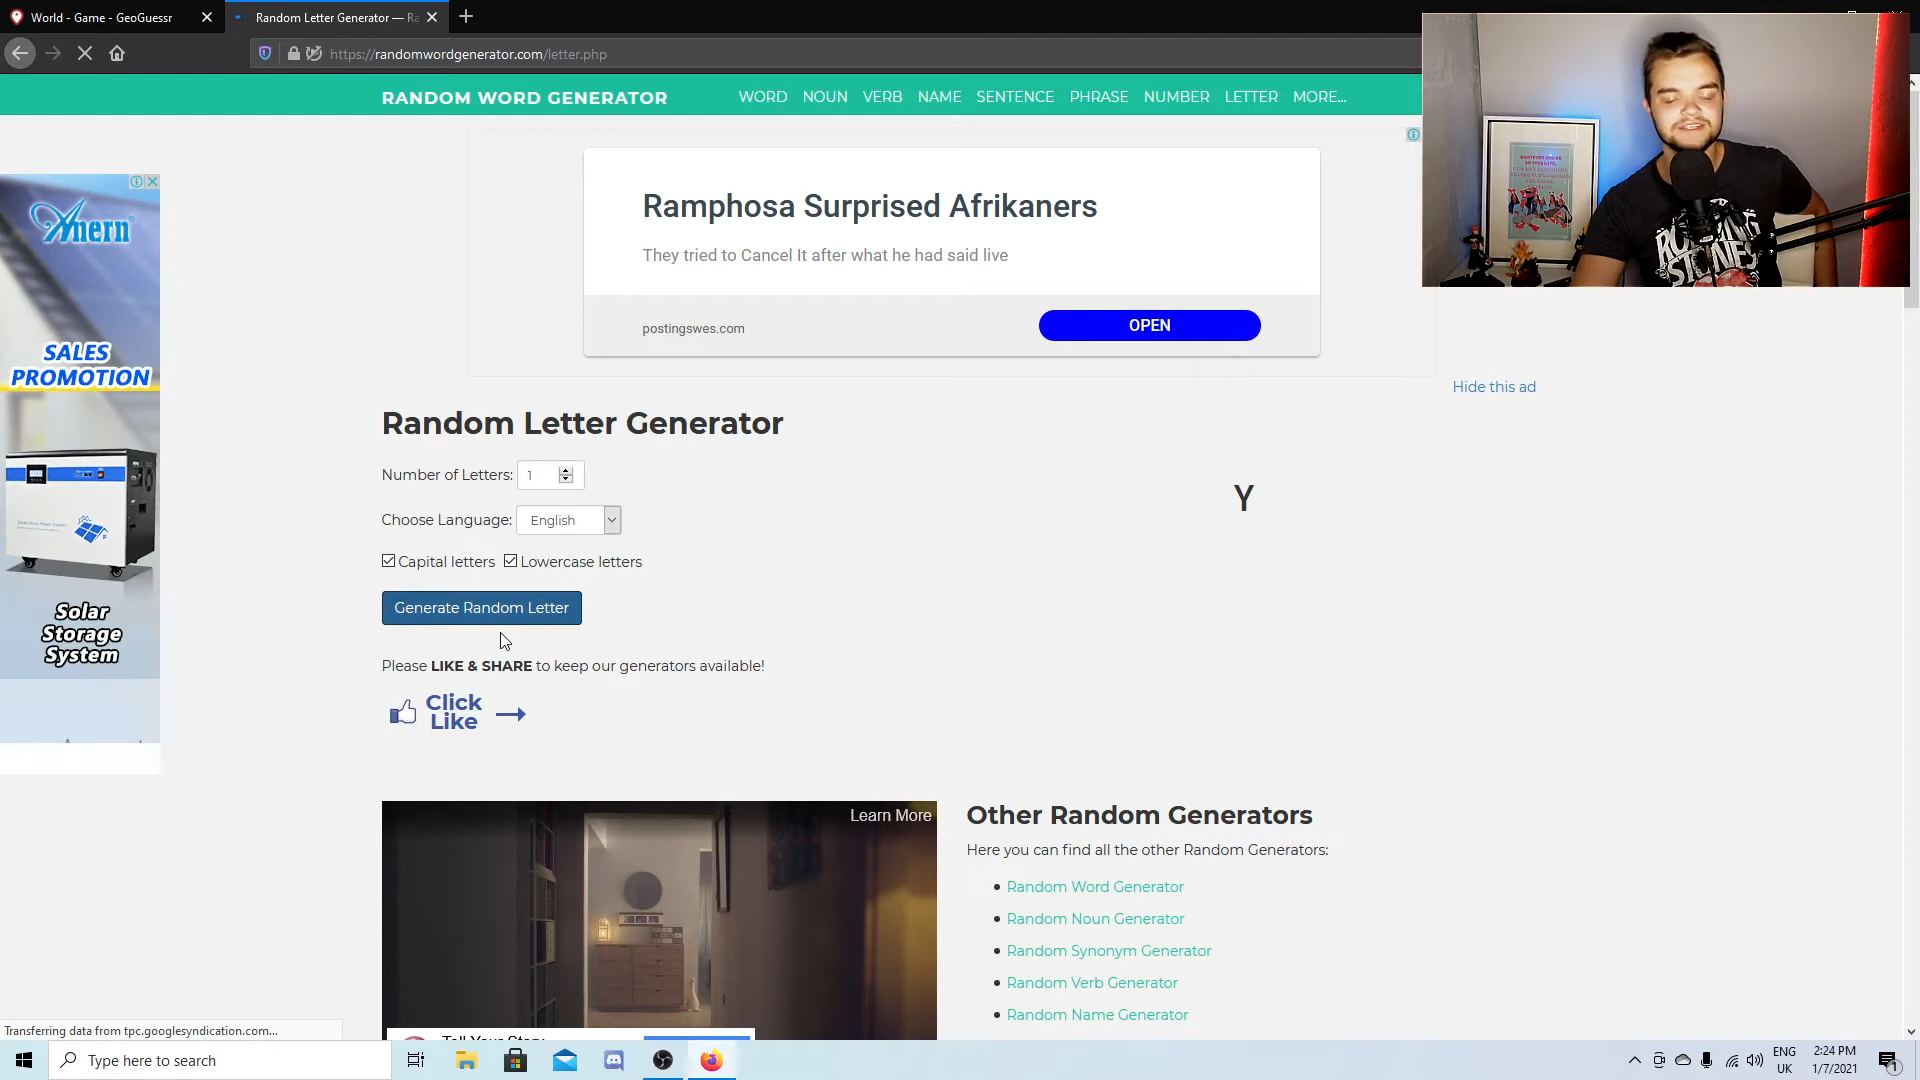 World - Game - GeoGuessr
Random Letter Generator — Ra
https://randomwordgenerator.com/letter.php
RANDOM WORD GENERATOR
WORD NOUN VERB NAME SENTENCE PHRASE NUMBER LETTER MORE...
Anern
SALES
PROMOTION
Solar
Storage
System
Ramphosa Surprised Afrikaners
They tried to Cancel It after what he had said live
postingswes.com
OPEN
Hide this ad
ROLLING
STONES
Random Letter Generator
Number of Letters: 1
Choose Language: English
Capital letters Lowercase letters
Generate Random Letter
Y
Please LIKE & SHARE to keep our generators available!
Click
Like
Learn More
Other Random Generators
Here you can find all the other Random Generators:
Random Word Generator
Random Noun Generator
Random Synonym Generator
Random Verb Generator
Random Name Generator
Transferring data from tpc.googlesyndication.com...
Type here to search
ENG
UK
2:24 PM
1/7/2021
1